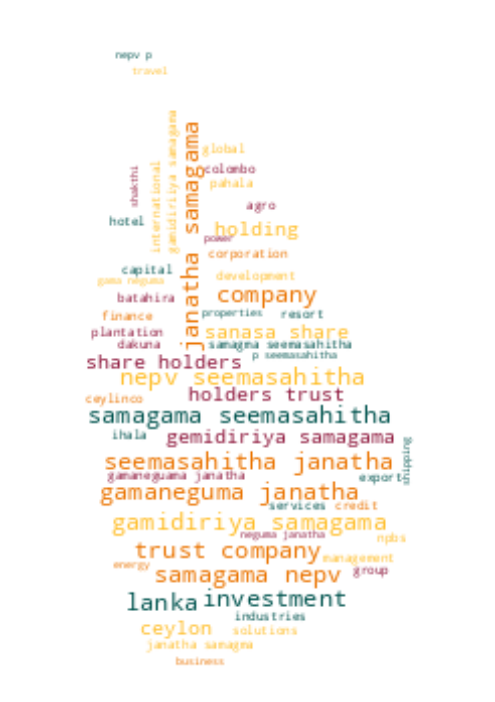 nepv p
travel
gamidiriya samagama
janatha samagama
global
shakthi
international
colombo
pahala
agro
hotel
holding
power
corporation
capital
development
gama neguma
batahira
company
finance
properties
resort
plantation
sanasa share
dakuna
samagma seemasahitha
share holders
p seemasahitha
nepv seemasahitha
ceylinco
holders trust
samagama seemasahitha
ihala
gemidiriya samagama
shipping
seemasahitha janatha
gamaneguama janatha
export
gamaneguma janatha
services
credit
gamidiriya samagama
neguma janatha
npbs
trust company
management
energy
samagama nepv
group
lanka
investment
industries
ceylon
solutions
janatha samagma
business